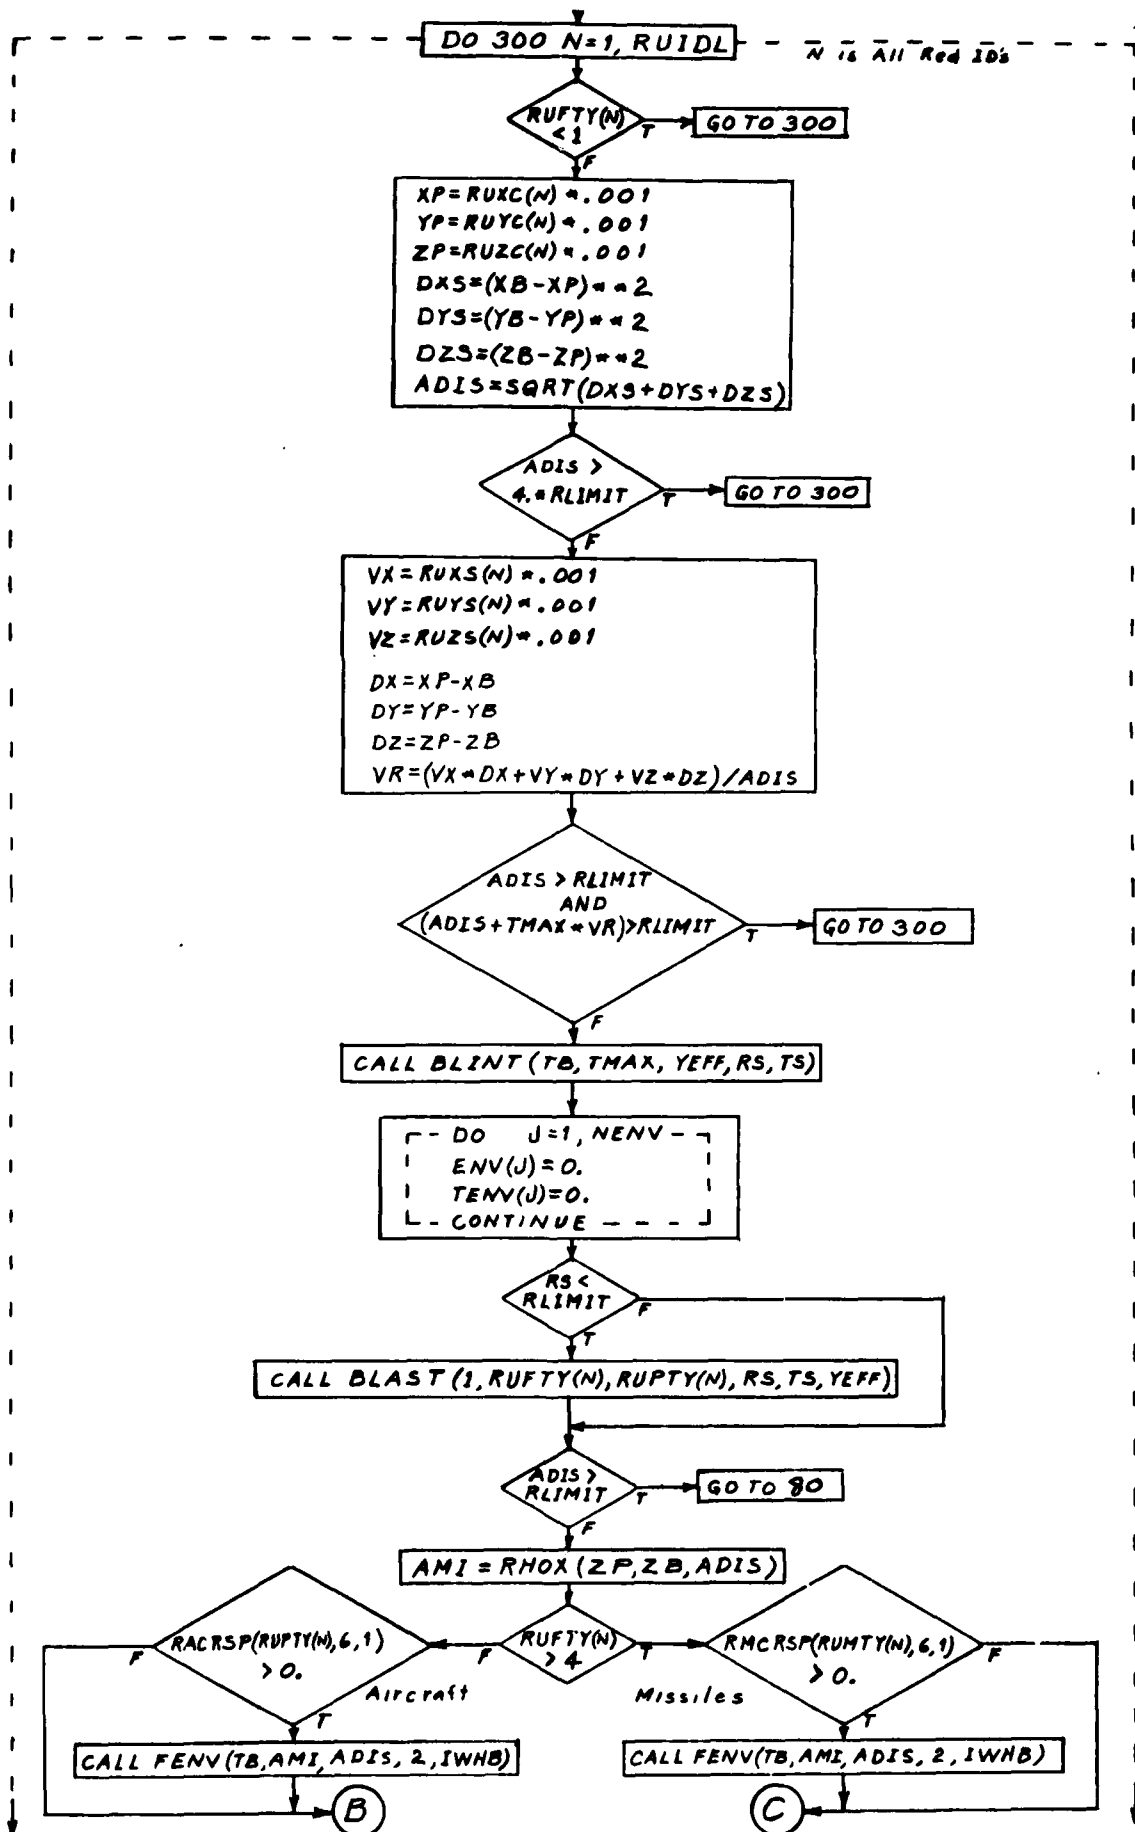 DO 300 N=1, RUIDL
N is All Red ID's
RUFTY(N)
< 1
T
GO TO 300
F
XP=RUXC(N)*.001
YP=RUYC(N)*.001
ZP=RUZC(N)*.001
DXS=(XB-XP)**2
DYS=(YB-YP)**2
DZS=(ZB-ZP)**2
ADIS=SQRT(DXS+DYS+DZS)
ADIS >
4.*RLIMIT
T
GO TO 300
F
VX=RUXS(N)*.001
VY=RUYS(N)*.001
VZ=RUZS(N)*.001
DX=XP-XB
DY=YP-YB
DZ=ZP-ZB
VR=(VX*DX+VY*DY+VZ*DZ)/ADIS
ADIS > RLIMIT
AND
(ADIS+TMAX*VR)>RLIMIT
T
GO TO 300
F
CALL BLINT (TB,TMAX, YEFF, RS, TS)
DO J=1, NENV
ENV(J)=0.
TENV(J)=0.
CONTINUE
RS <
RLIMIT
F
T
CALL BLAST (1, RUFTY(N), RUPTY(N), RS, TS, YEFF)
ADIS >
RLIMIT
T
GO TO 80
F
AMI = RHOX (ZP, ZB, ADIS)
RACRSP(RUPTY(N),6,1)
> 0.
F
RUFTY(N)
> 4
F
T
RMCRSP(RUMTY(N),6,1)
> 0.
F
Aircraft
Missiles
T
T
CALL FENV(TB, AMI, ADIS, 2, IWHB)
CALL FENV(TB, AMI, ADIS, 2, IWHB)
B
C